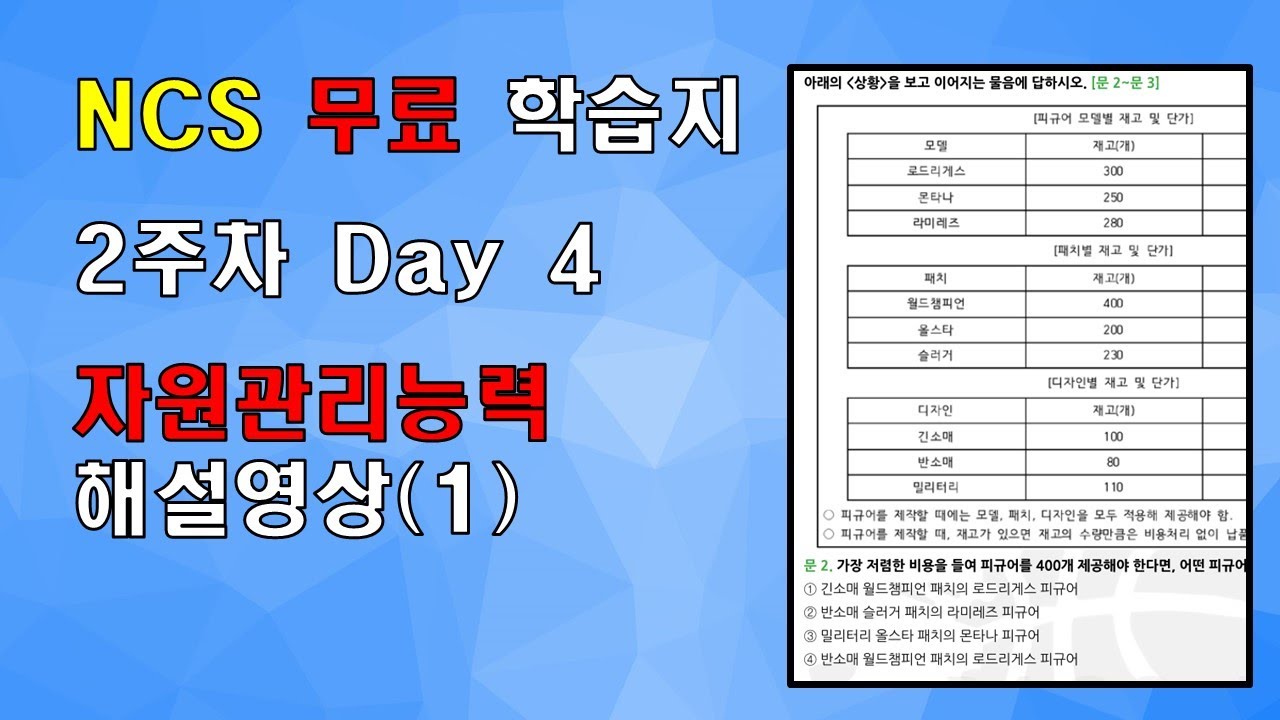 NCS 무료 학습지
2주차 Day 4
자원관리능력
해설영상(1)
아래의 <상황>을 보고 이어지는 물음에 답하시오. [문 2~문 3]
[피규어 모델별 재고 및 단가]
모델 재고(개)
로드리게스 300
몬타나 250
라미레즈 280
[패치별 재고 및 단가]
패치 재고(개)
월드챔피언 400
올스타 200
슬러거 230
[디자인별 재고 및 단가]
디자인 재고(개)
긴소매 100
반소매 80
밀리터리 110
○ 피규어를 제작할 때에는 모델, 패치, 디자인을 모두 적용해 제공해야 함.
○ 피규어를 제작할 때, 재고가 있으면 재고의 수량만큼은 비용처리 없이 납품
문 2. 가장 저렴한 비용을 들여 피규어를 400개 제공해야 한다면, 어떤 피규어
① 긴소매 월드챔피언 패치의 로드리게스 피규어
② 반소매 슬러거 패치의 라미레즈 피규어
③ 밀리터리 올스타 패치의 몬타나 피규어
④ 반소매 월드챔피언 패치의 로드리게스 피규어